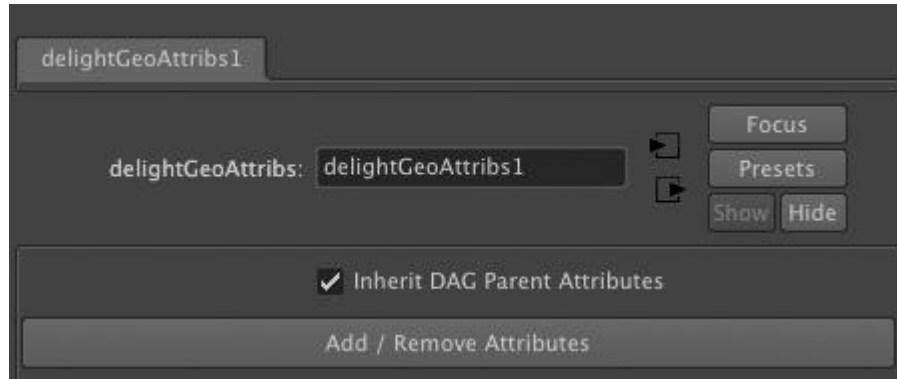 delightGeoAttribs1
delightGeoAttribs: delightGeoAttribs1
Focus
Presets
Show Hide
Inherit DAG Parent Attributes
Add / Remove Attributes